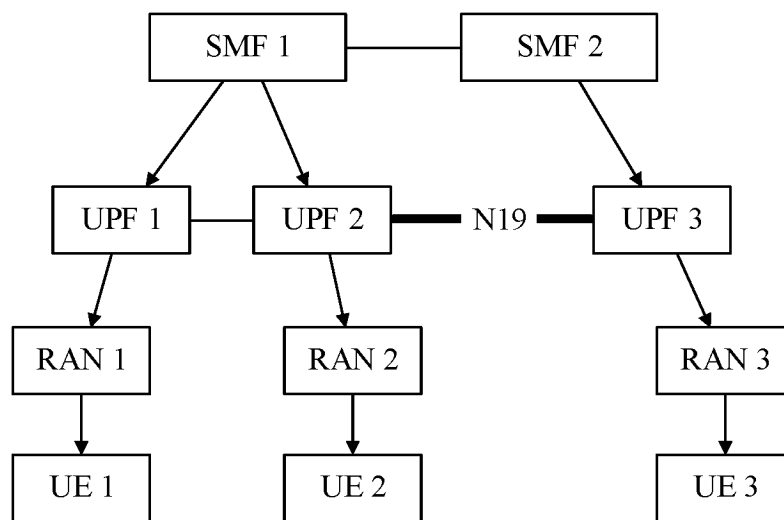 SMF 1
SMF 2
UPF 1
UPF 2
N19
UPF 3
RAN 1
RAN 2
RAN 3
UE 1
UE 2
UE 3